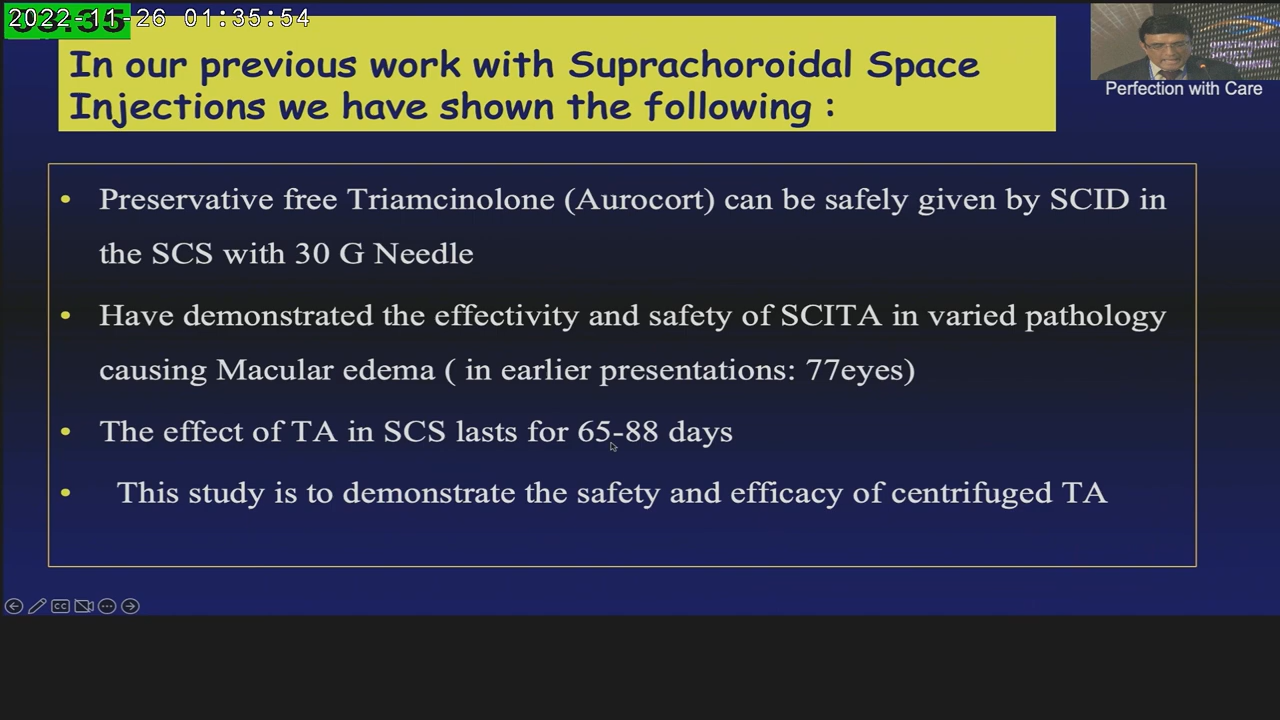 2022-11-26 01:35:54
In our previous work with Suprachoroidal Space
Injections we have shown the following :
Perfection with Care
• Preservative free Triamcinolone (Aurocort) can be safely given by SCID in
the SCS with 30 G Needle
• Have demonstrated the effectivity and safety of SCITA in varied pathology
causing Macular edema ( in earlier presentations: 77eyes)
• The effect of TA in SCS lasts for 65-88 days
• This study is to demonstrate the safety and efficacy of centrifuged TA
CC